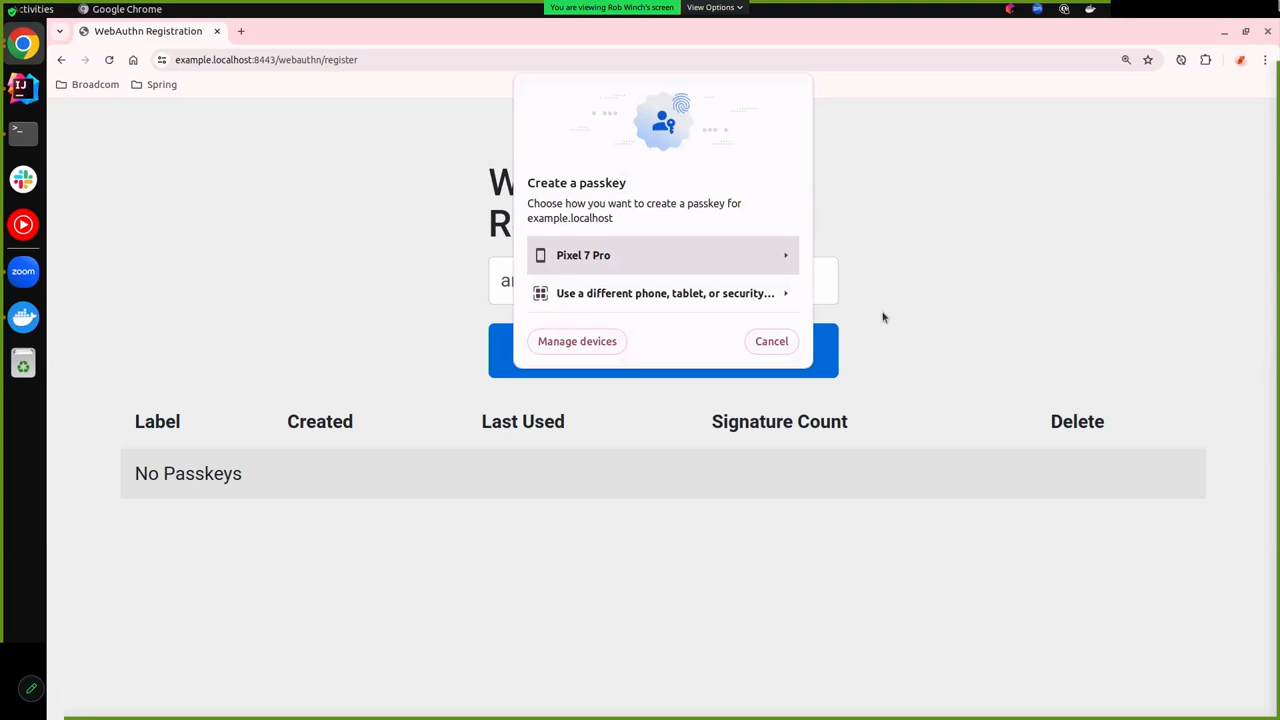 ctivities
Google Chrome
You are viewing Rob Winch's screen
View Options
WebAuthn Registration
example.localhost:8443/webauthn/register
Broadcom
Spring
W
R
Create a passkey
Choose how you want to create a passkey for
example.localhost
Pixel 7 Pro
Use a different phone, tablet, or security...
Manage devices
Cancel
Label Created Last Used Signature Count Delete
No Passkeys
zoom